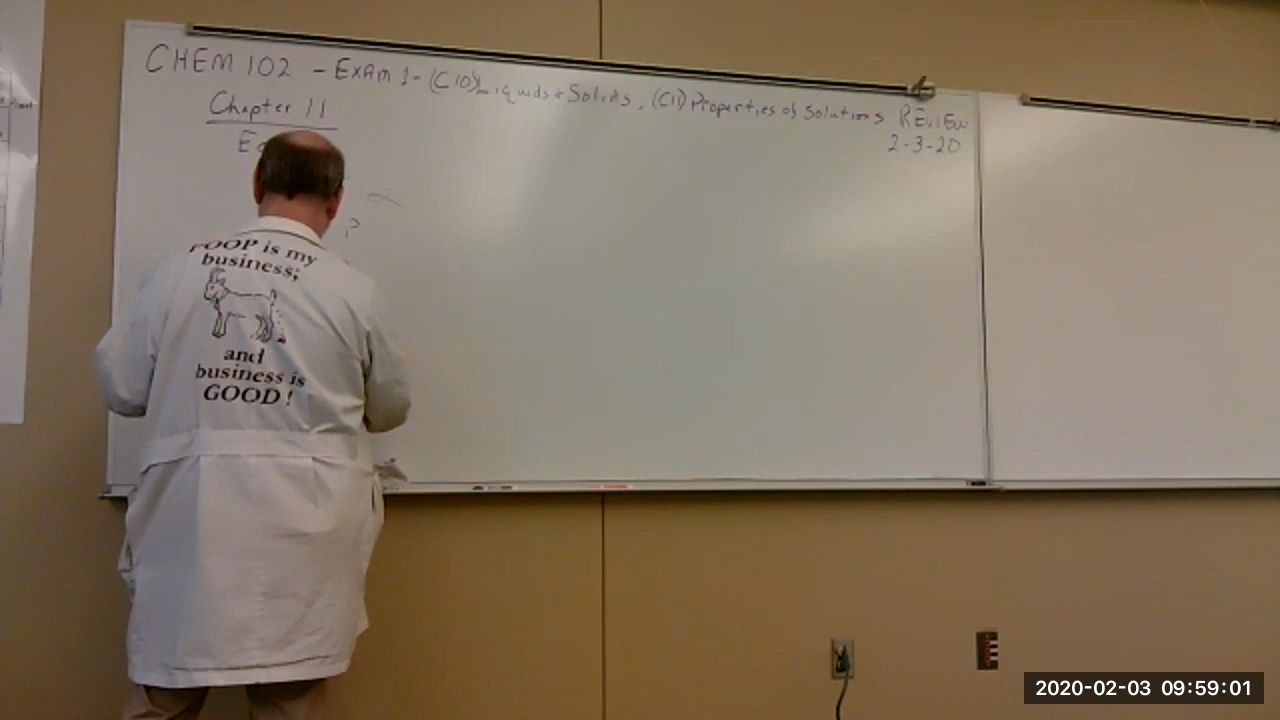 CHEM 102 - EXAM 1 - (C10) Liquids + Solids, (C11) Properties of Solutions REVIEW
2-3-20
Chapter 11
?
POOP is my
business;
and
business is
GOOD!
2020-02-03 09:59:01